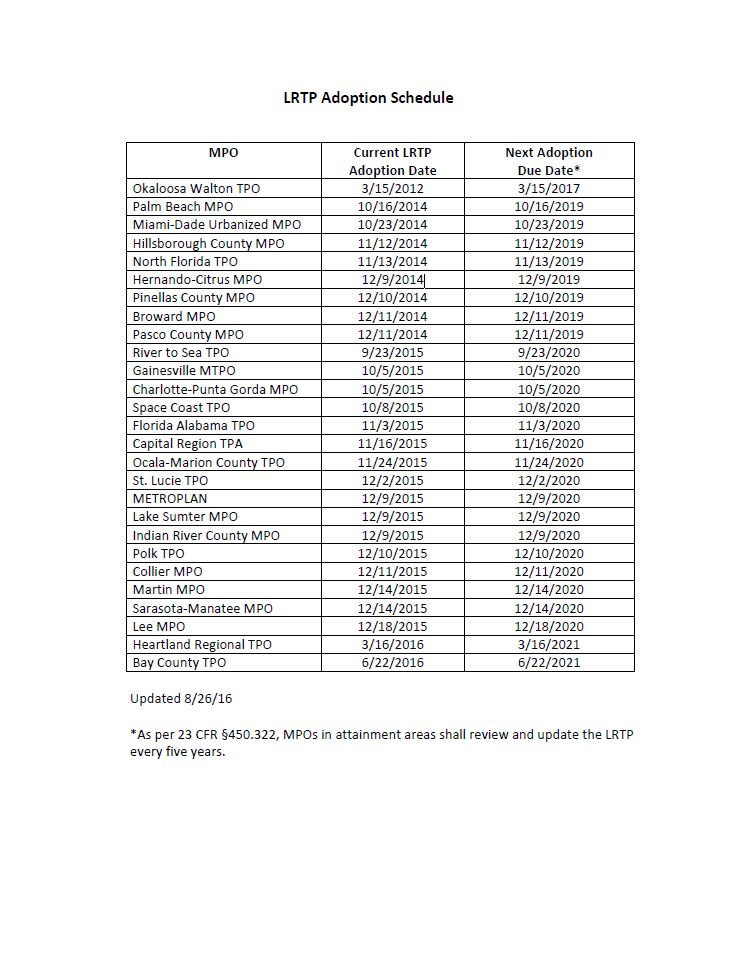 LRTP Adoption Schedule
MPO Current LRTP Adoption Date Next Adoption Due Date*
Okaloosa Walton TPO 3/15/2012 3/15/2017
Palm Beach MPO 10/16/2014 10/16/2019
Miami-Dade Urbanized MPO 10/23/2014 10/23/2019
Hillsborough County MPO 11/12/2014 11/12/2019
North Florida TPO 11/13/2014 11/13/2019
Hernando-Citrus MPO 12/9/2014 12/9/2019
Pinellas County MPO 12/10/2014 12/10/2019
Broward MPO 12/11/2014 12/11/2019
Pasco County MPO 12/11/2014 12/11/2019
River to Sea TPO 9/23/2015 9/23/2020
Gainesville MTPO 10/5/2015 10/5/2020
Charlotte-Punta Gorda MPO 10/5/2015 10/5/2020
Space Coast TPO 10/8/2015 10/8/2020
Florida Alabama TPO 11/3/2015 11/3/2020
Capital Region TPA 11/16/2015 11/16/2020
Ocala-Marion County TPO 11/24/2015 11/24/2020
St. Lucie TPO 12/2/2015 12/2/2020
METROPLAN 12/9/2015 12/9/2020
Lake Sumter MPO 12/9/2015 12/9/2020
Indian River County MPO 12/9/2015 12/9/2020
Polk TPO 12/10/2015 12/10/2020
Collier MPO 12/11/2015 12/11/2020
Martin MPO 12/14/2015 12/14/2020
Sarasota-Manatee MPO 12/14/2015 12/14/2020
Lee MPO 12/18/2015 12/18/2020
Heartland Regional TPO 3/16/2016 3/16/2021
Bay County TPO 6/22/2016 6/22/2021
Updated 8/26/16
*As per 23 CFR §450.322, MPOs in attainment areas shall review and update the LRTP
every five years.